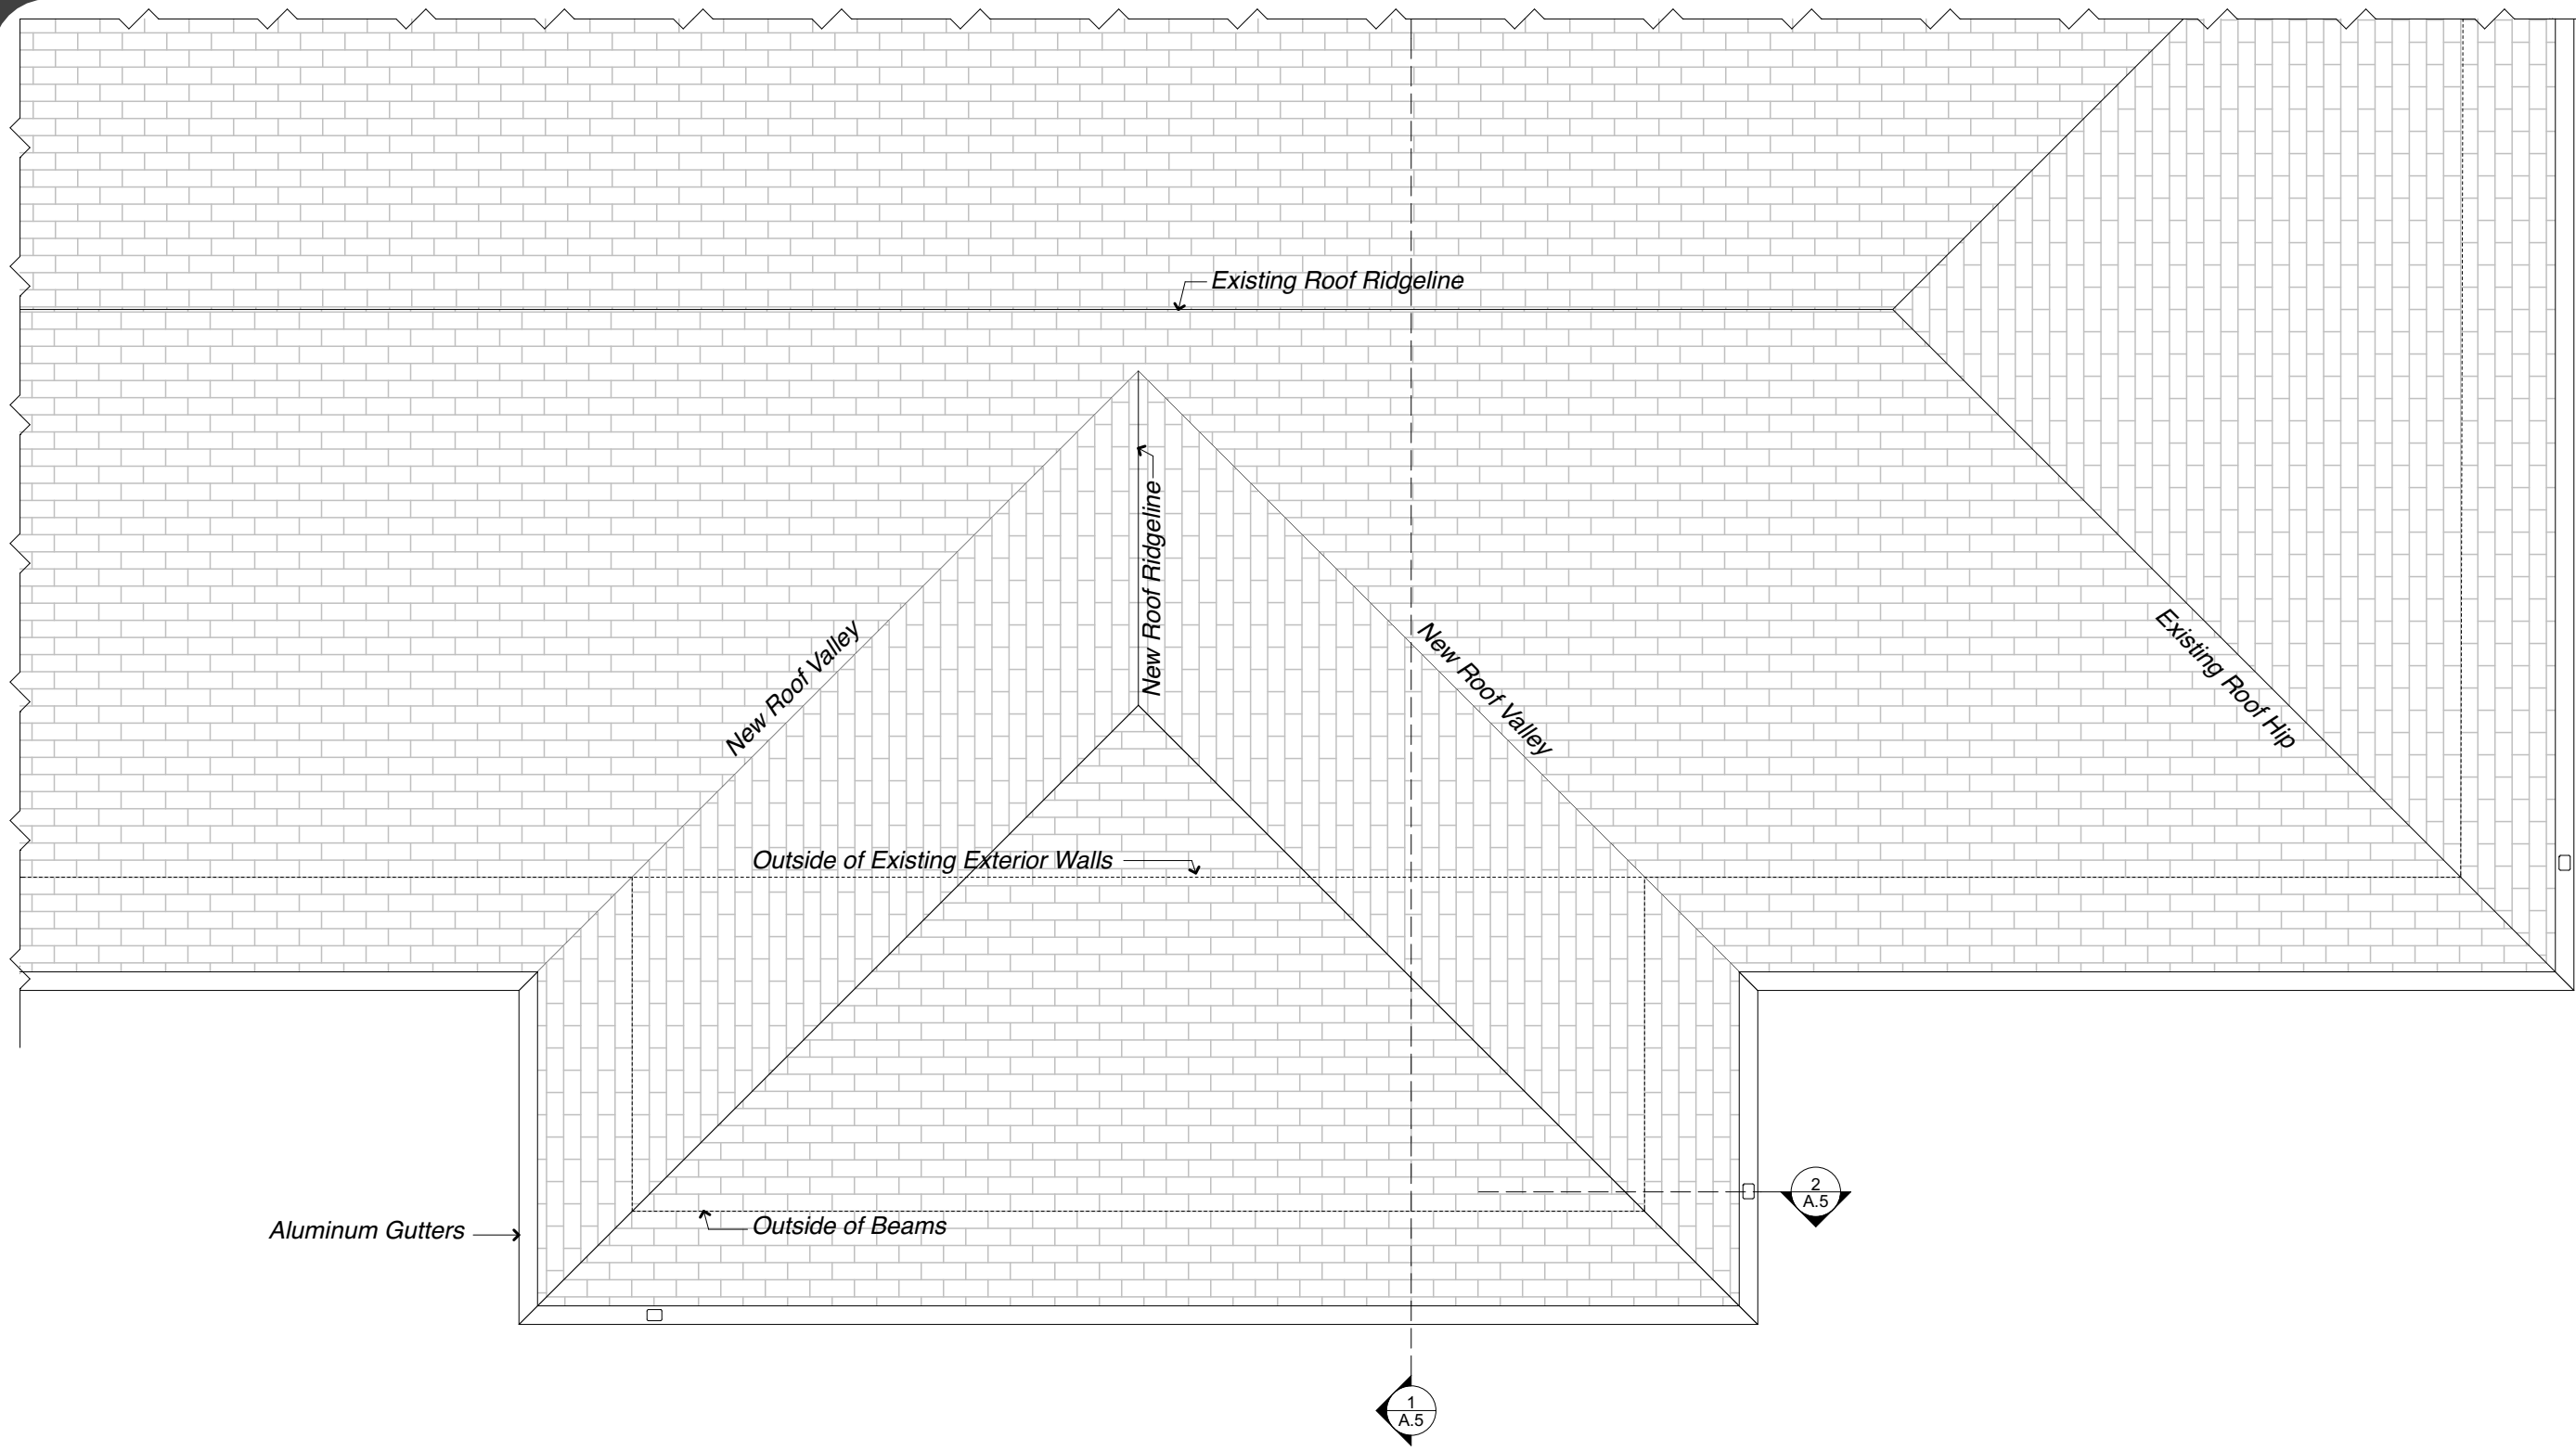 Existing Roof Ridgeline
New Roof Ridgeline
New Roof Valley
New Roof Valley
Existing Roof Hip
Outside of Existing Exterior Walls
2
A.5
Outside of Beams
Aluminum Gutters
1
A.5